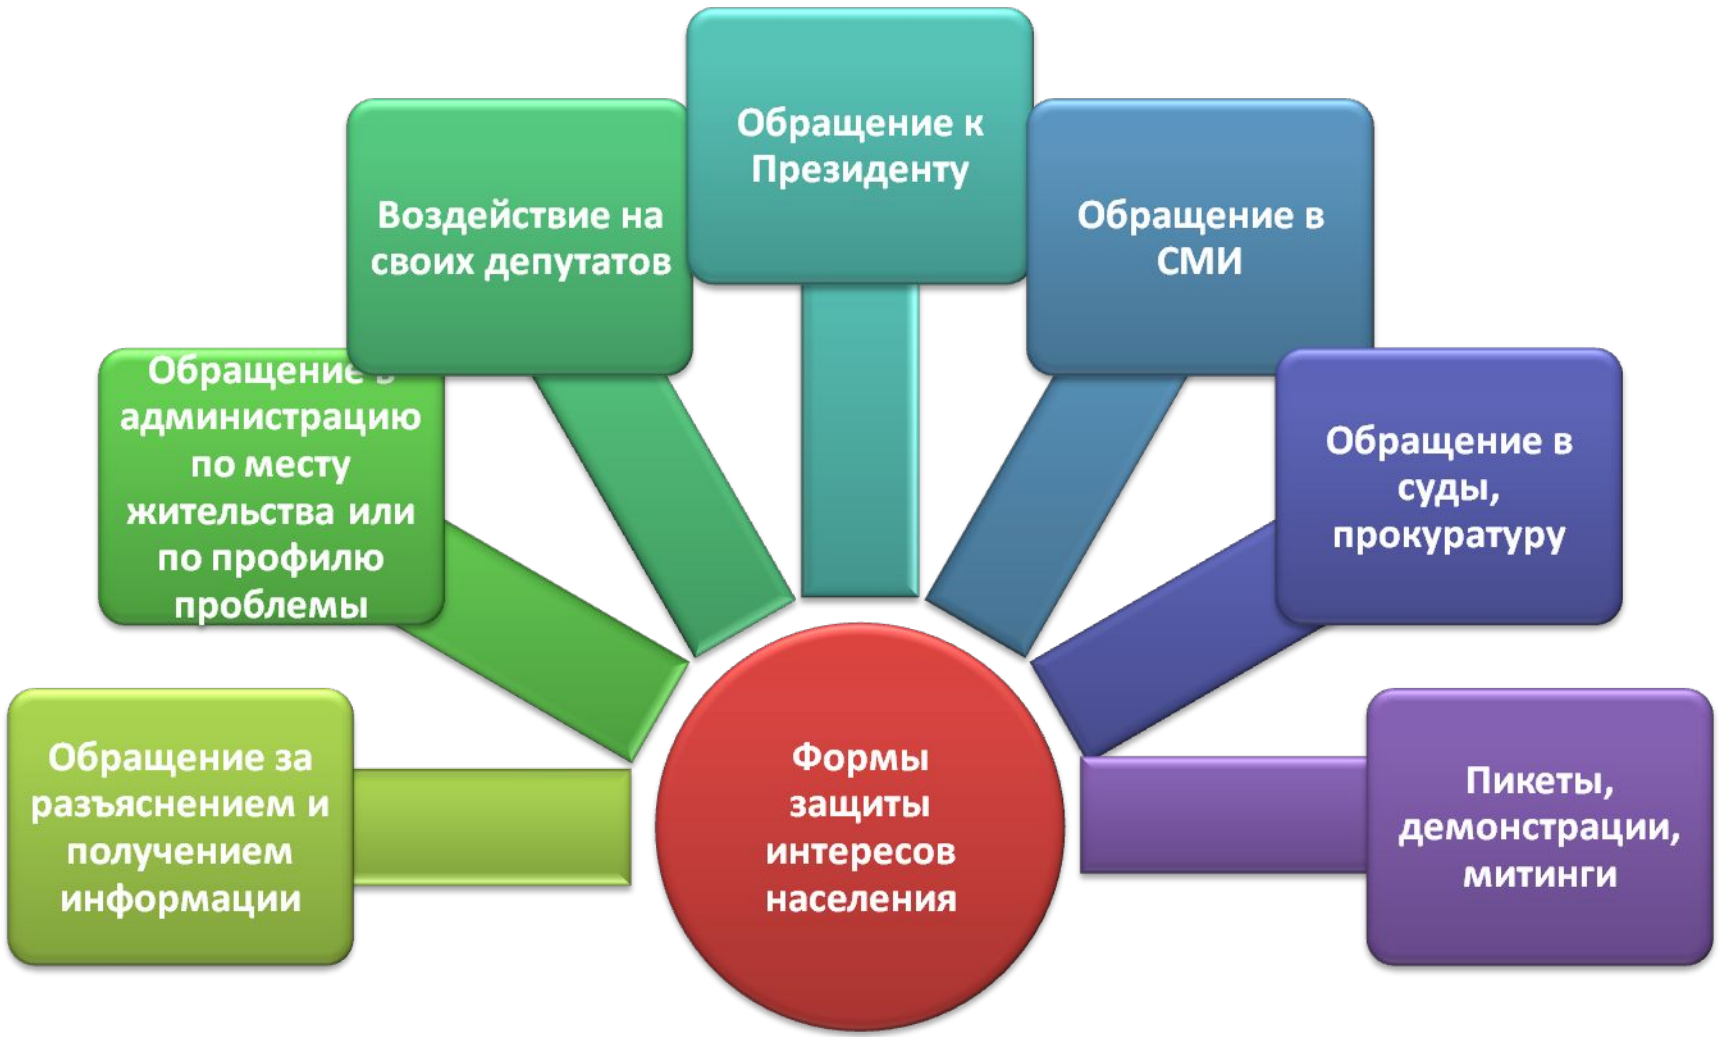 Обращение к
Президенту
Воздействие на
своих депутатов
Обращение в
СМИ
Обращение в
администрацию
по месту
жительства или
по профилю
проблемы
Обращение в
суды,
прокуратуру
Обращение за
разъяснением и
получением
информации
Формы
защиты
интересов
населения
Пикеты,
демонстрации,
митинги